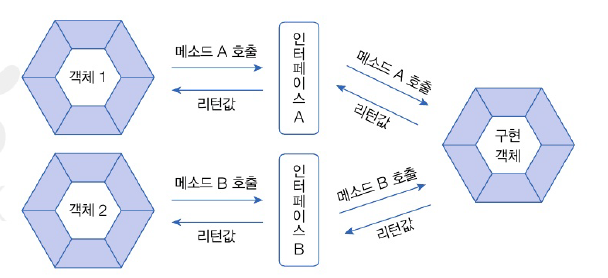 객체 1
메소드 A 호출
리턴값
인터페이스 A
메소드 A 호출
리턴값
구현
객체
객체 2
메소드 B 호출
리턴값
인터페이스 B
메소드 B 호출
리턴값